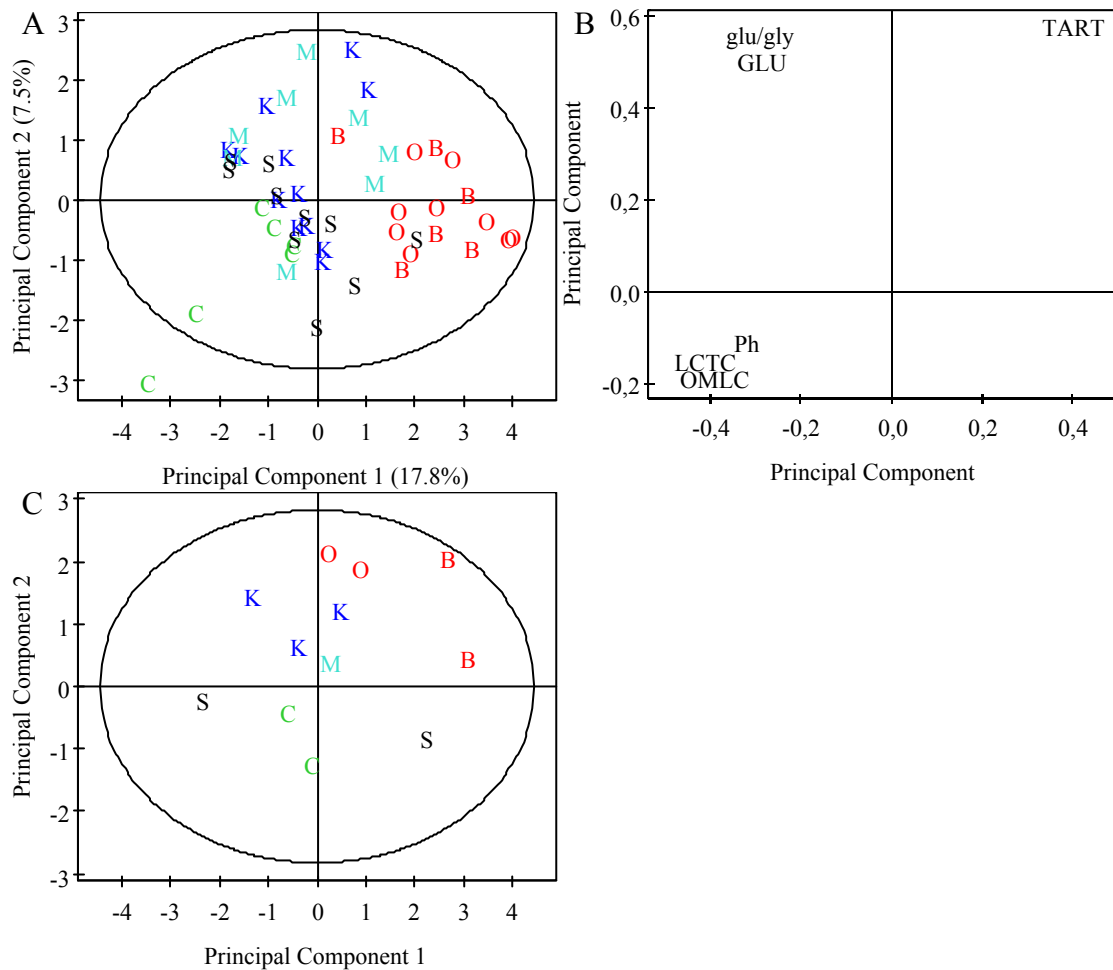 A
Principal Component 2 (7.5%)
3
2
1
0
-1
-2
-3
M K
M K
K
M B M
K K M S S K M O B O
S
S K K M B
C O O
C S K K S O O
S C O S B O O
C K O B
M K B
S
C S
C
-4 -3 -2 -1 0 1 2 3 4
Principal Component 1 (17.8%)
B
Principal Component
0,6
0,4
0,2
0,0
-0,2
TART
glu/gly
GLU
Ph
LCTC
OMLC
-0,4 -0,2 0,0 0,2 0,4
Principal Component
C
Principal Component 2
3
2
1
0
-1
-2
-3
O B
O
K K
K M B
S C S
C
-4 -3 -2 -1 0 1 2 3 4
Principal Component 1